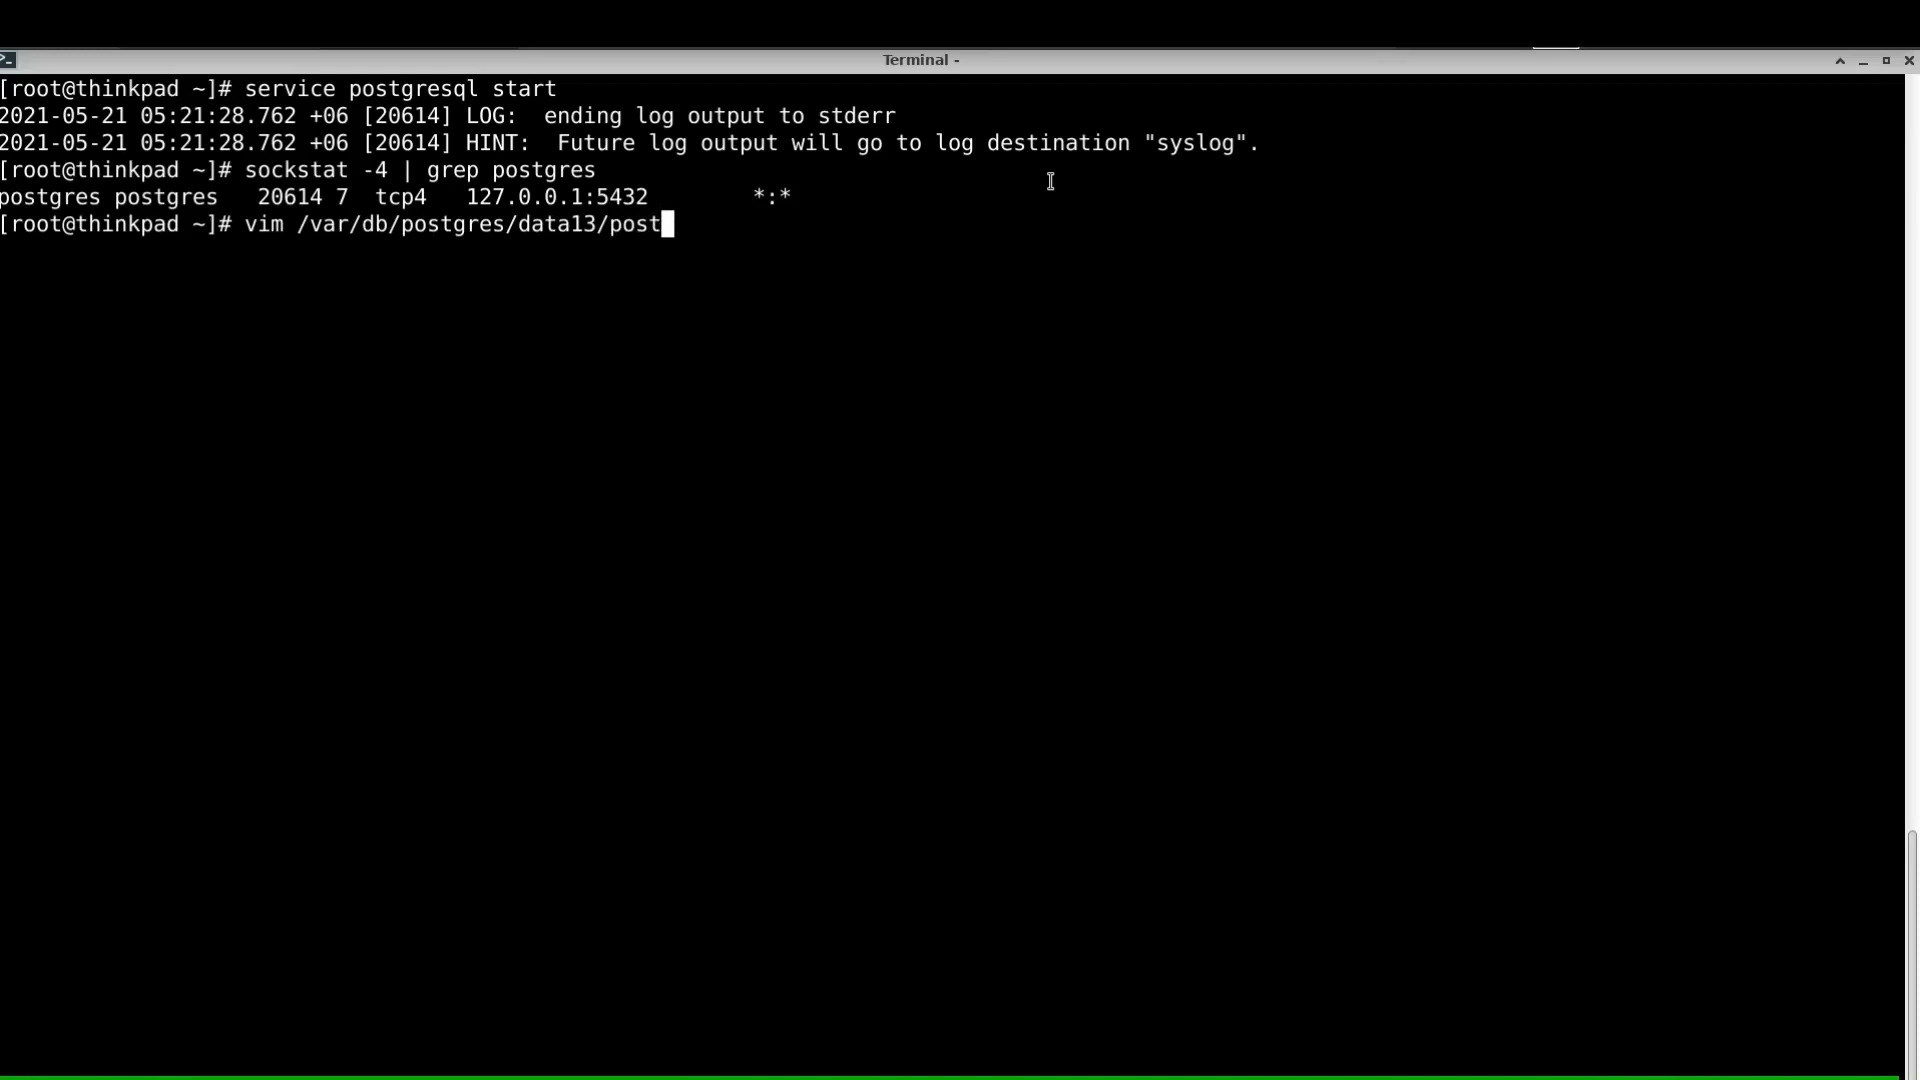 Terminal -
[root@thinkpad ~]# service postgresql start
2021-05-21 05:21:28.762 +06 [20614] LOG:  ending log output to stderr
2021-05-21 05:21:28.762 +06 [20614] HINT:  Future log output will go to log destination "syslog".
[root@thinkpad ~]# sockstat -4 | grep postgres
postgres postgres   20614 7  tcp4   127.0.0.1:5432        *:*
[root@thinkpad ~]# vim /var/db/postgres/data13/post